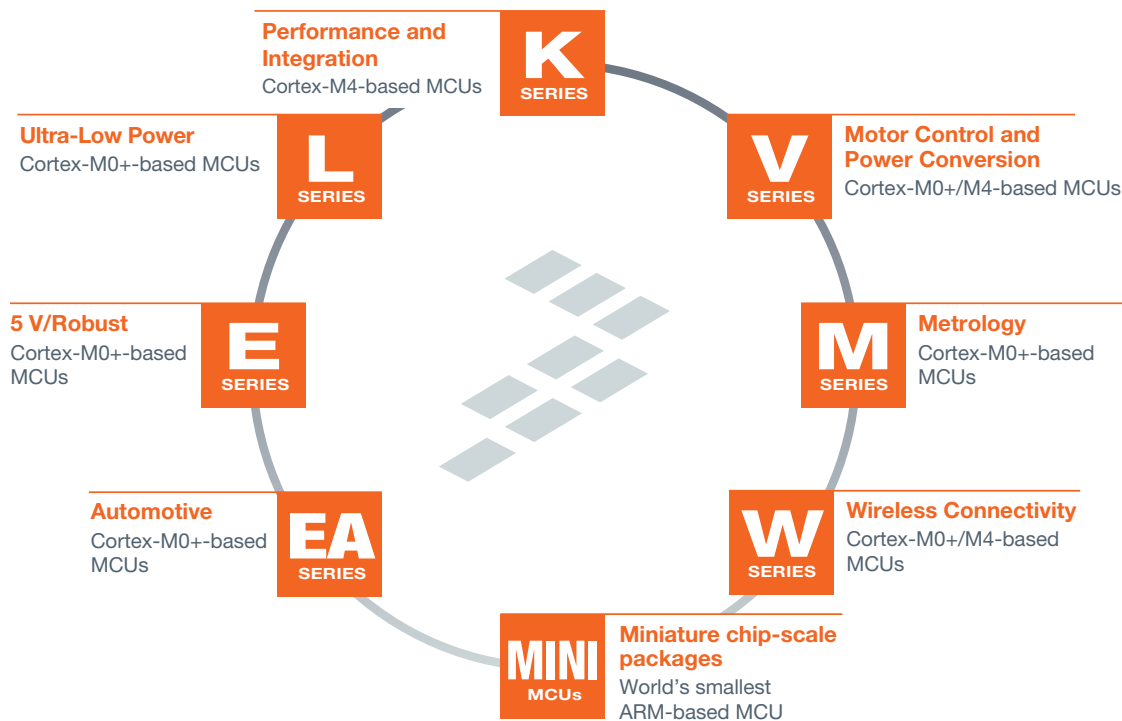 Performance and
Integration
Cortex-M4-based MCUs
K
SERIES
V
SERIES
Motor Control and
Power Conversion
Cortex-M0+/M4-based MCUs
M
SERIES
Metrology
Cortex-M0+-based
MCUs
W
SERIES
Wireless Connectivity
Cortex-M0+/M4-based
MCUs
MINI
MCUs
Miniature chip-scale
packages
World's smallest
ARM-based MCU
Automotive
Cortex-M0+-based
MCUs
EA
SERIES
5 V/Robust
Cortex-M0+-based
MCUs
E
SERIES
Ultra-Low Power
Cortex-M0+-based MCUs
L
SERIES